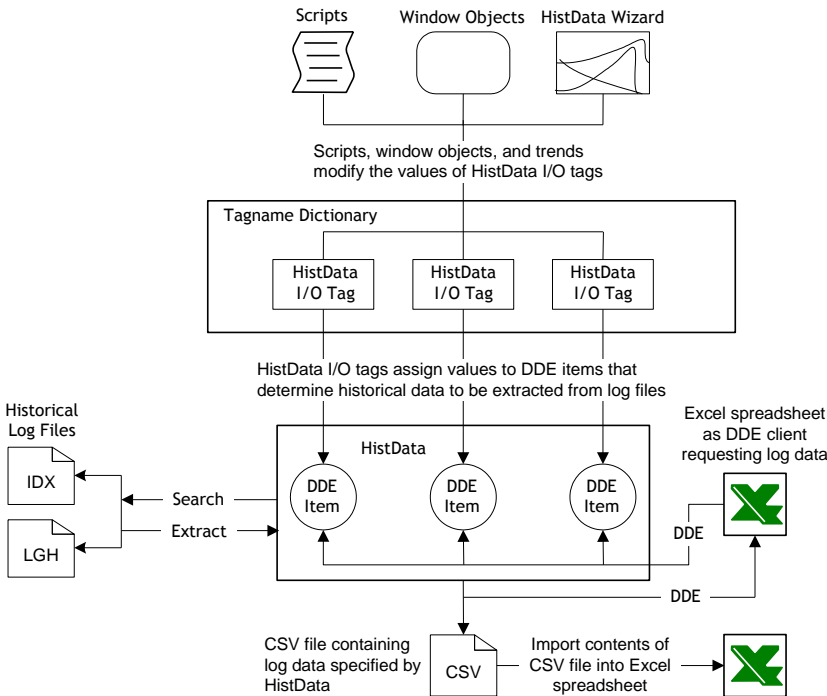 Scripts
Window Objects
HistData Wizard
Scripts, window objects, and trends
modify the values of HistData I/O tags
Tagname Dictionary
HistData
I/O Tag
HistData
I/O Tag
HistData
I/O Tag
HistData I/O tags assign values to DDE items that
determine historical data to be extracted from log files
Historical
Log Files
IDX
LGH
Search
Extract
HistData
DDE
Item
DDE
Item
DDE
Item
Excel spreadsheet
as DDE client
requesting log data
DDE
DDE
CSV file containing
log data specified by
HistData
CSV
Import contents of
CSV file into Excel
spreadsheet